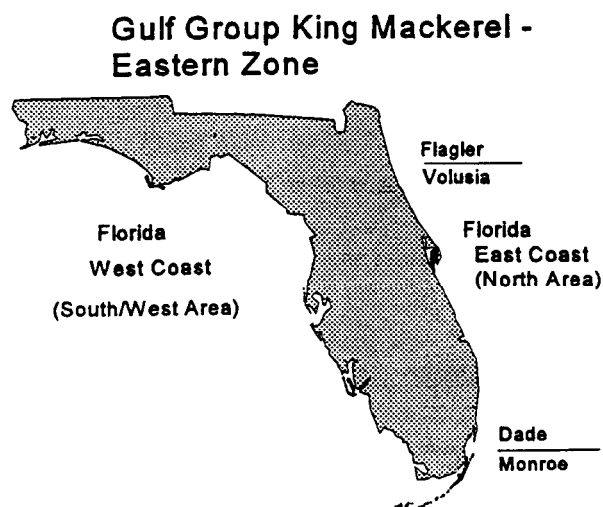 Gulf Group King Mackerel -
Eastern Zone
Flagler
Volusia
Florida
West Coast
(South/West Area)
Florida
East Coast
(North Area)
Dade
Monroe